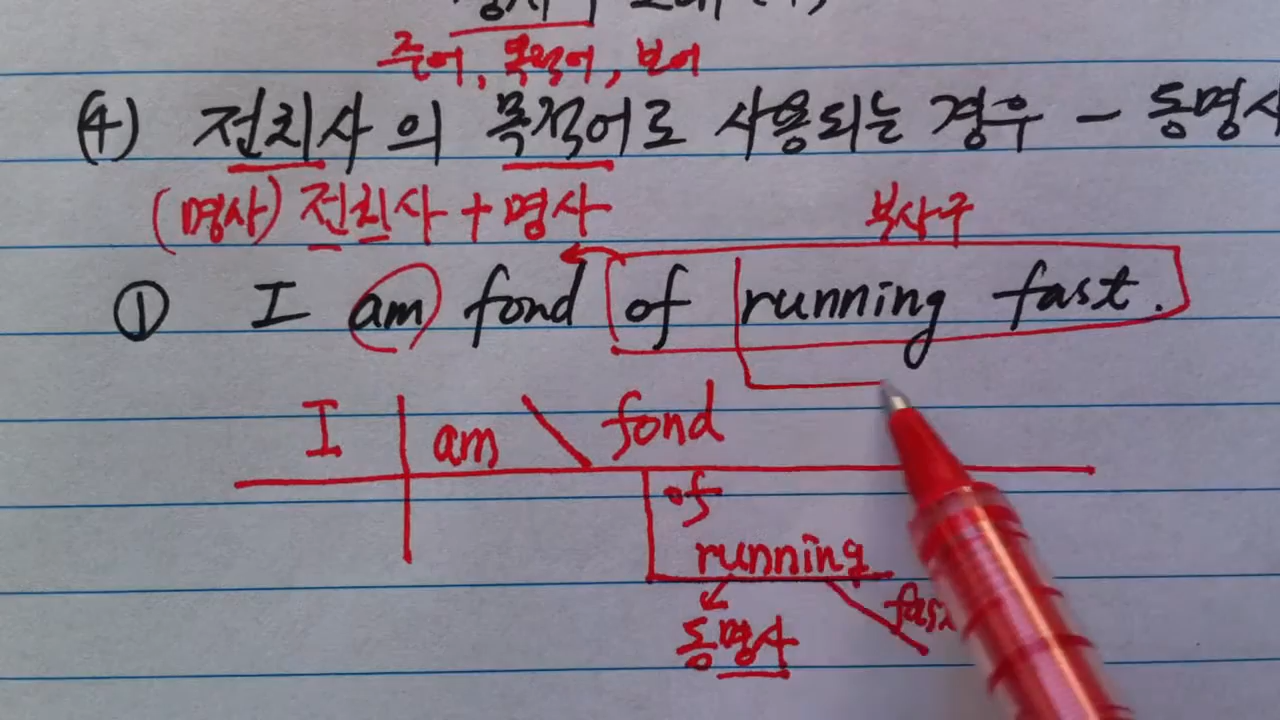 주어, 목적어, 보어
(4) 전치사의 목적어로 사용되는 경우 - 동명사
(명사) 전치사 + 명사
부사구
① I am fond of running fast.
I am fond
of
running
fast
동명사